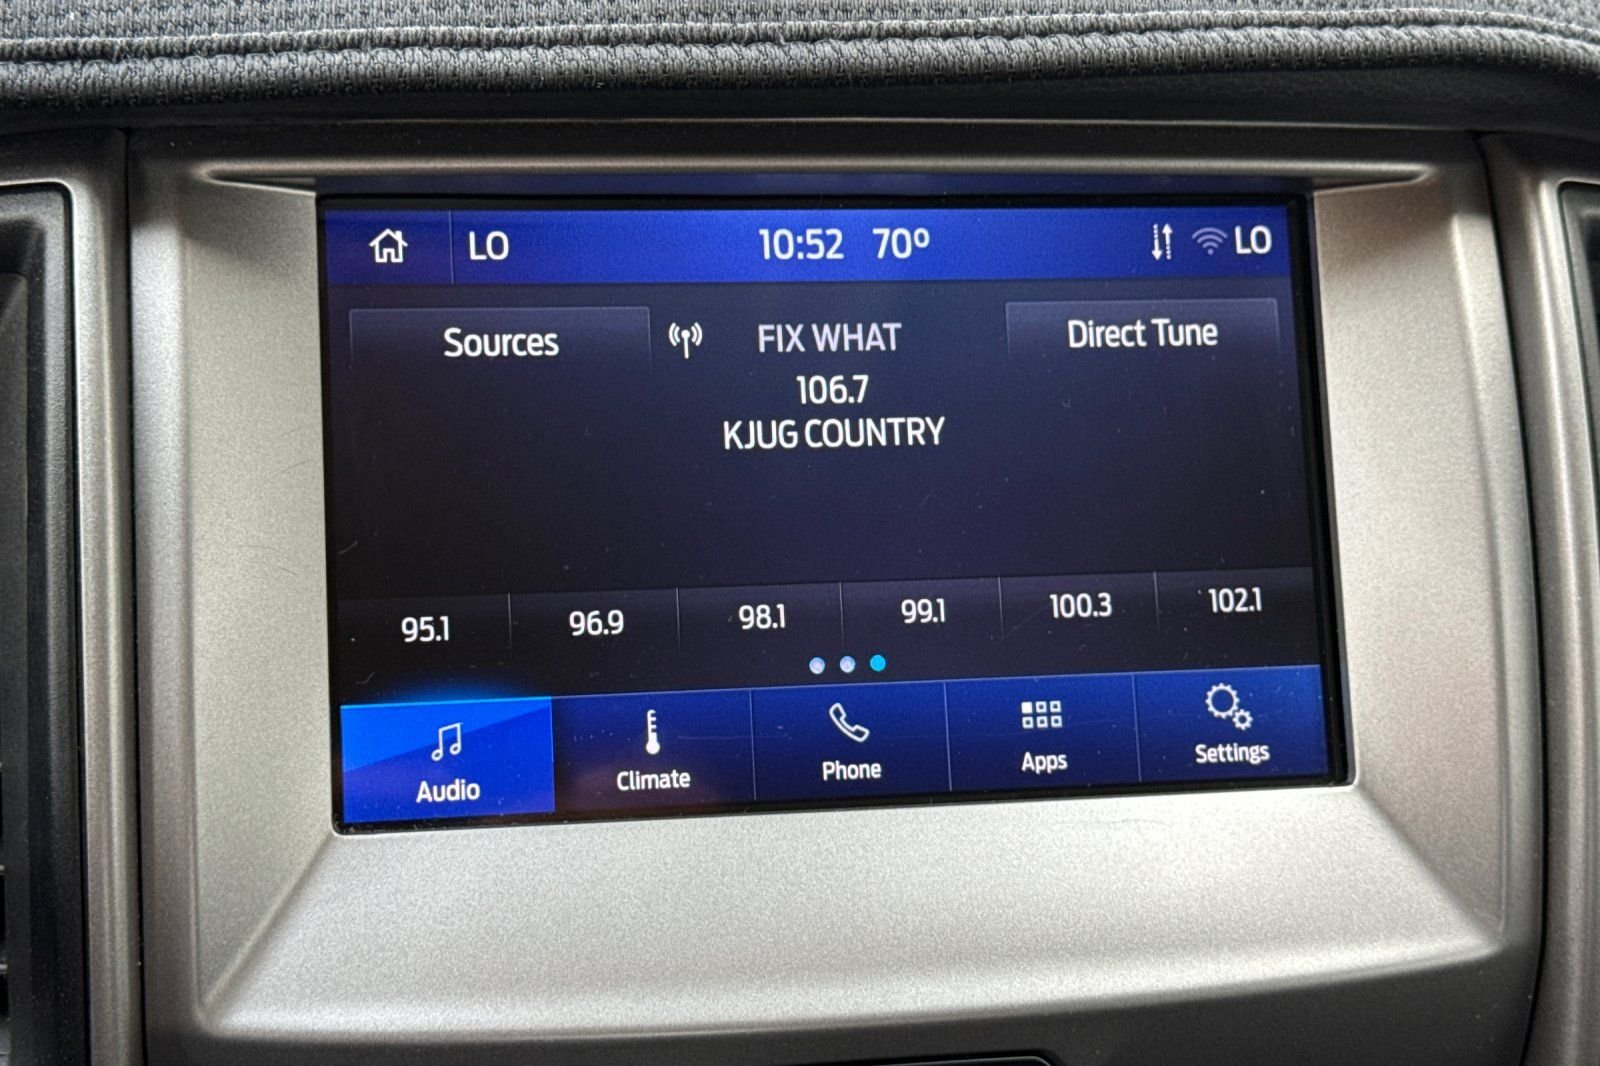 LO 10:52 70° LO
Sources FIX WHAT Direct Tune
106.7
KJUG COUNTRY
95.1 96.9 98.1 99.1 100.3 102.1
Audio Climate Phone Apps Settings